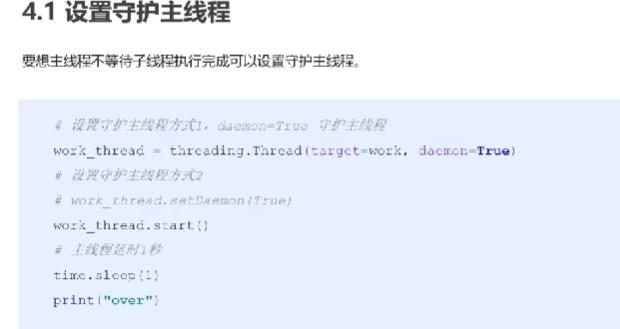 4.1 设置守护主线程
要想主线程不等待子线程执行完成可以设置守护主线程。
# 设置守护主线程方式1，daemon=True 守护主线程
work_thread = threading.Thread(target=work, daemon=True)
# 设置守护主线程方式2
# work_thread.setDaemon(True)
work_thread.start()
# 主线程延时1秒
time.sleep(1)
print("over")